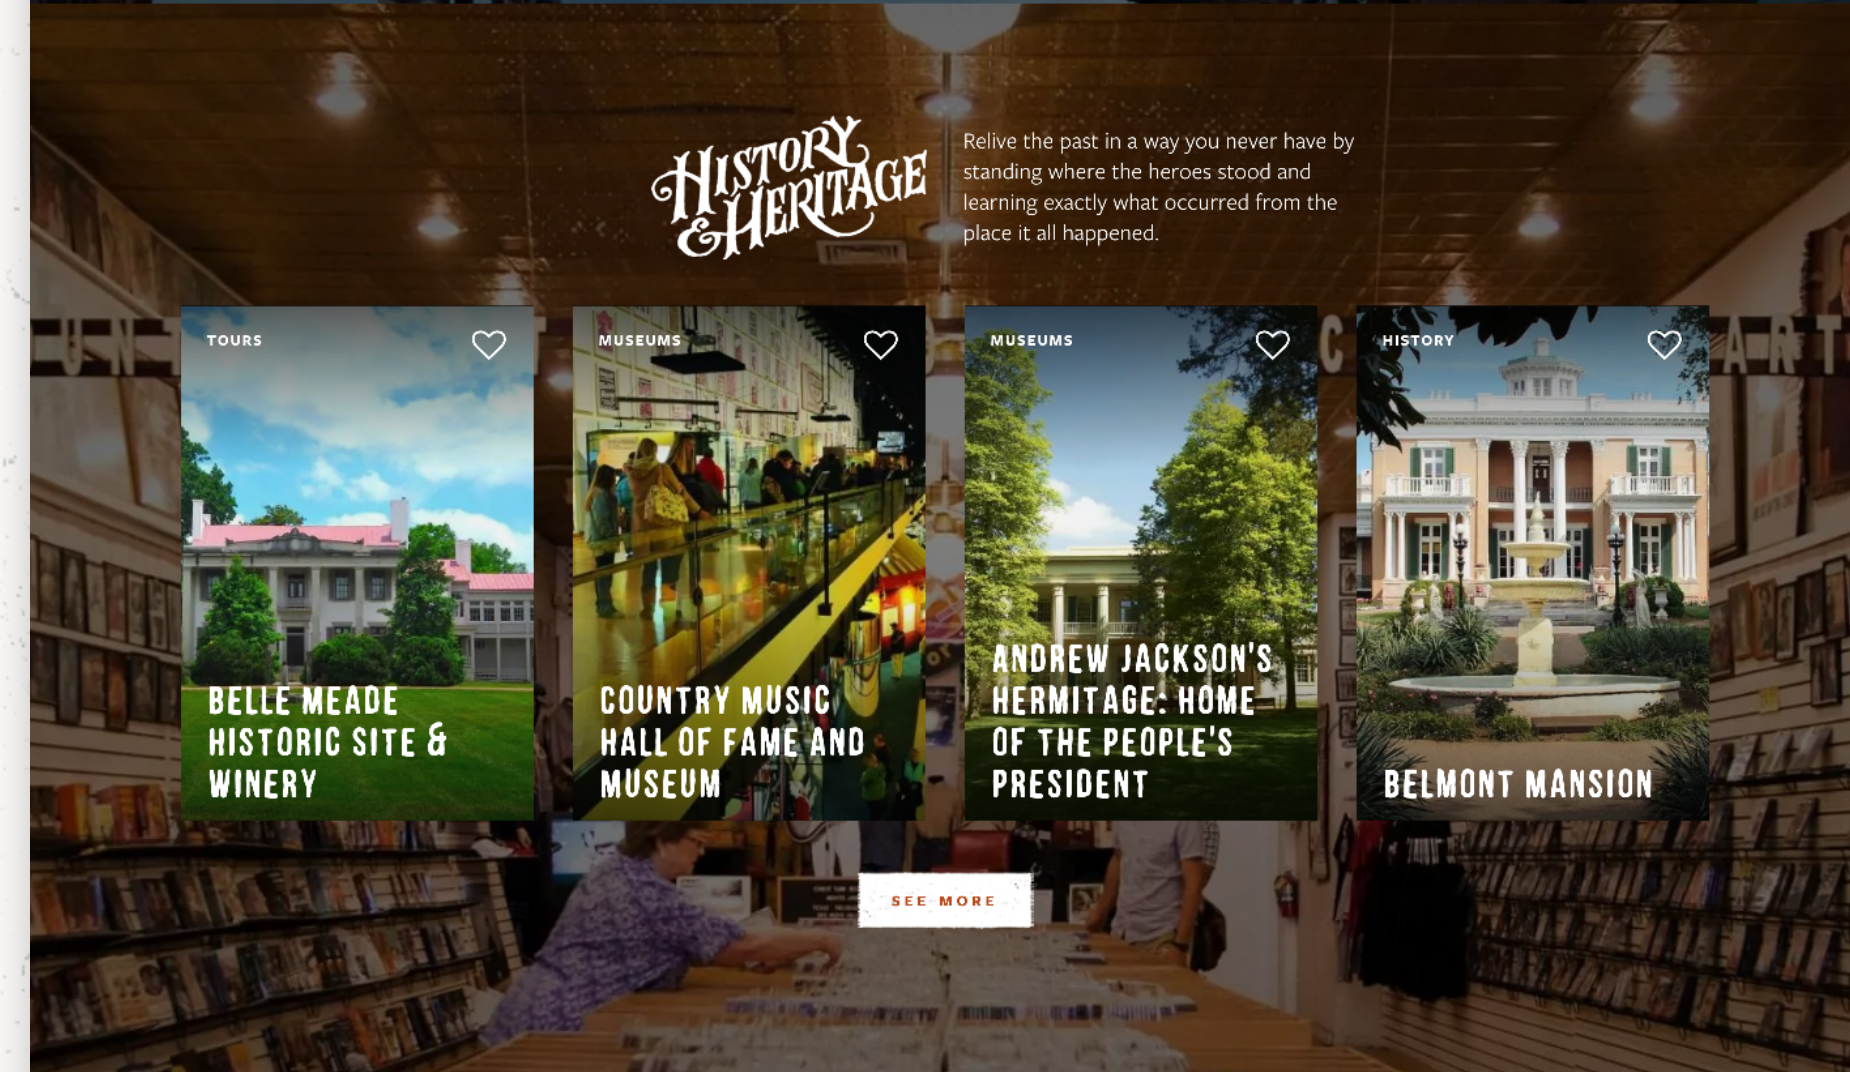 HISTORY
& HERITAGE
Relive the past in a way you never have by
standing where the heroes stood and
learning exactly what occurred from the
place it all happened.
TOURS
BELLE MEADE
HISTORIC SITE &
WINERY
MUSEUMS
COUNTRY MUSIC
HALL OF FAME AND
MUSEUM
MUSEUMS
ANDREW JACKSON'S
HERMITAGE: HOME
OF THE PEOPLE'S
PRESIDENT
HISTORY
BELMONT MANSION
SEE MORE